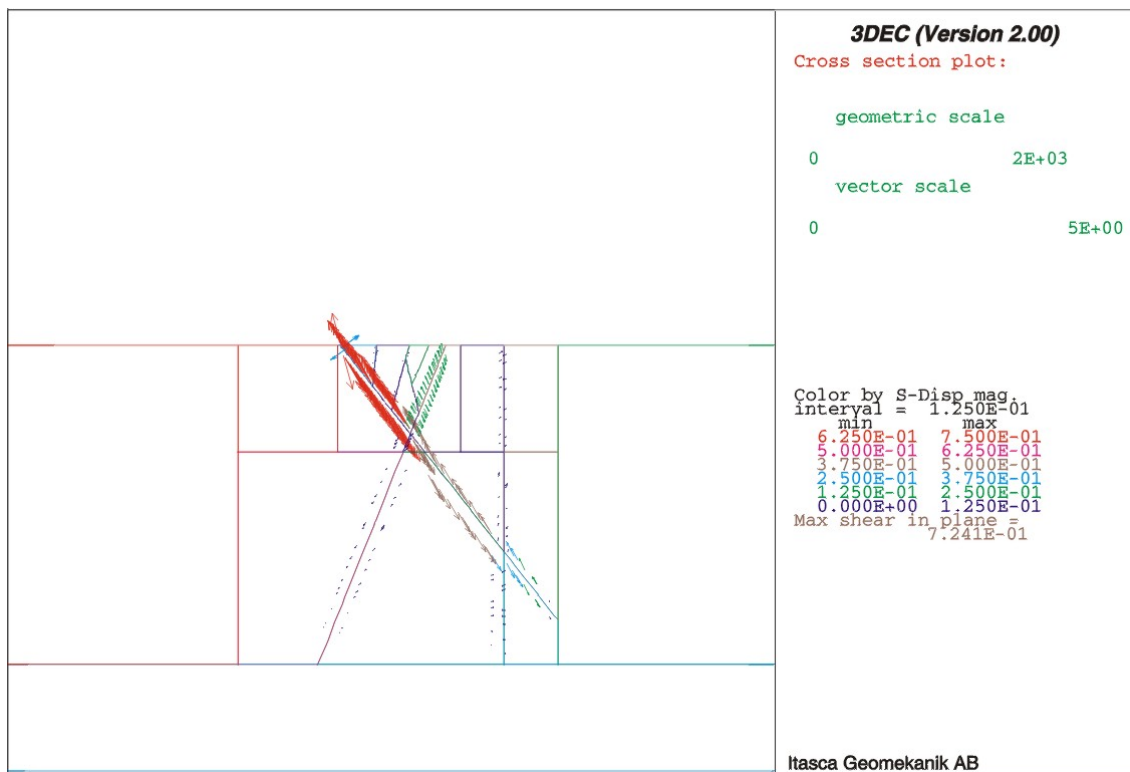 3DEC (Version 2.00)
Cross section plot:
geometric scale
0 2E+03
vector scale
0 5E+00
Color by S-Disp mag.
interval = 1.250E-01
min max
6.250E-01 7.500E-01
5.000E-01 6.250E-01
3.750E-01 5.000E-01
2.500E-01 3.750E-01
1.250E-01 2.500E-01
0.000E+00 1.250E-01
Max shear in plane =
7.241E-01
Itasca Geomekanik AB